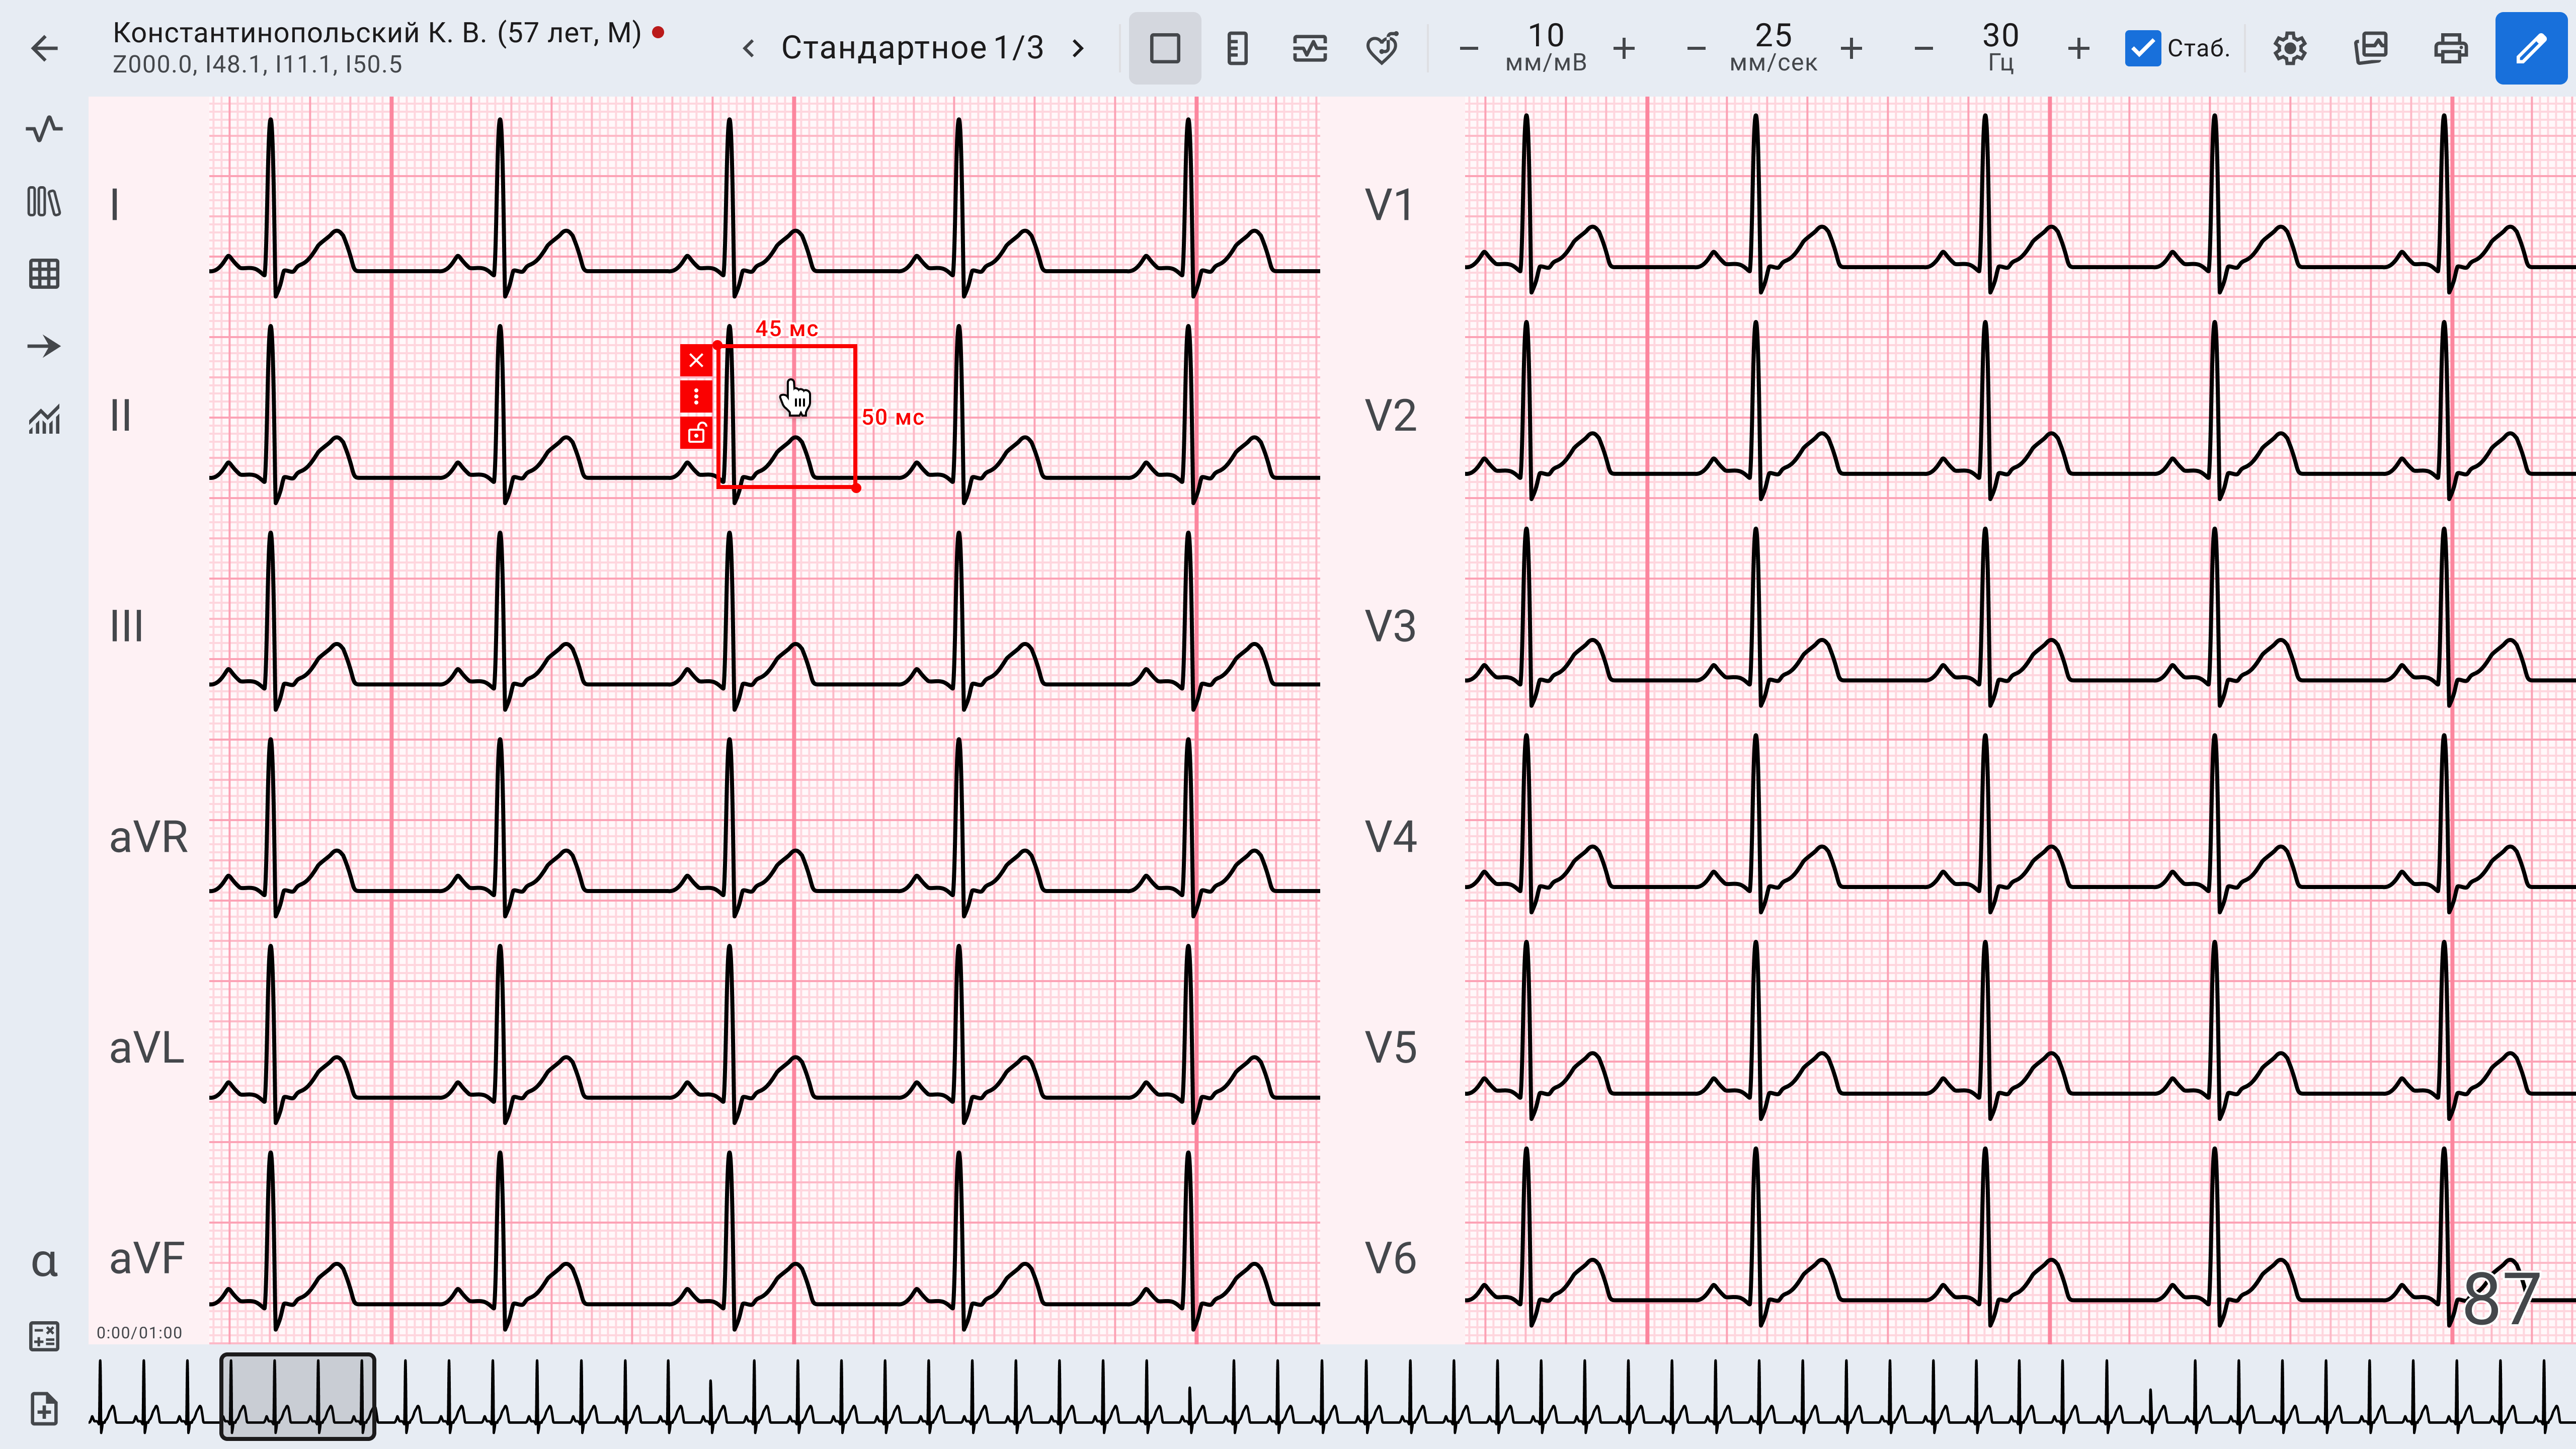 Константинопольский К. В. (57 лет, М)
Z000.0, I48.1, I11.1, I50.5
Стандартное 1/3
10
мм/мВ
25
мм/сек
30
Гц
Стаб.
I
V1
45 мс
II
50 мс
V2
III
V3
aVR
V4
aVL
V5
aVF
V6
87
α
0:00/01:00